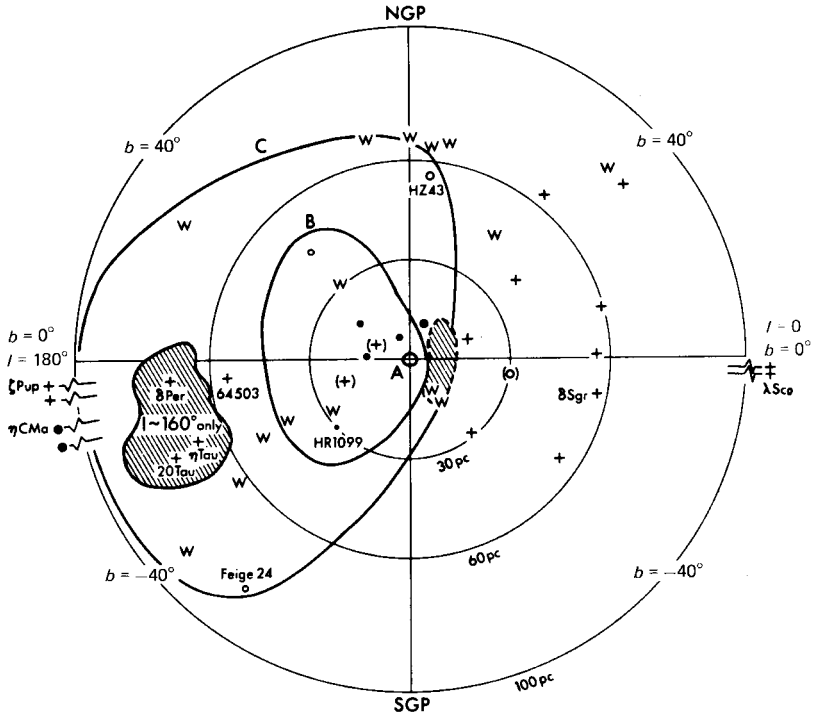 NGP
b = 40°
b = 40°
C
W W W W
HZ43
W
+
+
W
B
W
+
W
+
+
(+)
A
b = 0°
l = 180°
l = 0
b = 0°
(+)
(o)
ζPup +
+
δPer
+
64503
l ~ 160° only
ηCMa
+
ηTau
+
20Tau
W
W
W
HR1099
W W
+
δSgr +
‡
λSco
30 pc
+
W
60 pc
W
b = −40°
Feige 24
b = −40°
100 pc
SGP